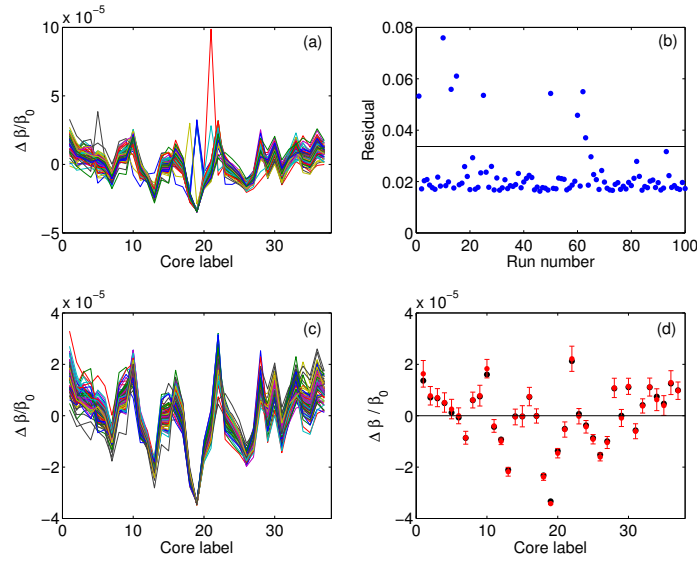 x 10⁻⁵
(a)
10
5
0
−5
Δ β/β₀
0 10 20 30
Core label
(b)
0.08
0.06
0.04
0.02
0
Residual
0 20 40 60 80 100
Run number
x 10⁻⁵
(c)
4
2
0
−2
−4
Δ β/β₀
0 10 20 30
Core label
x 10⁻⁵
(d)
4
2
0
−2
−4
Δ β / β₀
0 10 20 30
Core label